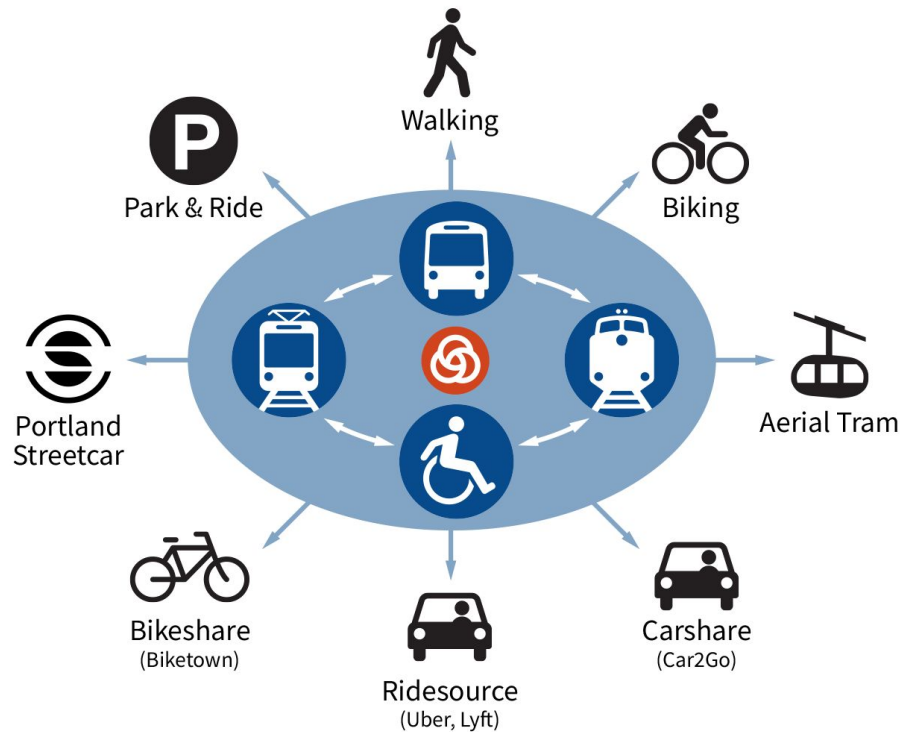 Walking
P
Park & Ride
Biking
Portland
Streetcar
Aerial Tram
Bikeshare
(Biketown)
Ridesource
(Uber, Lyft)
Carshare
(Car2Go)